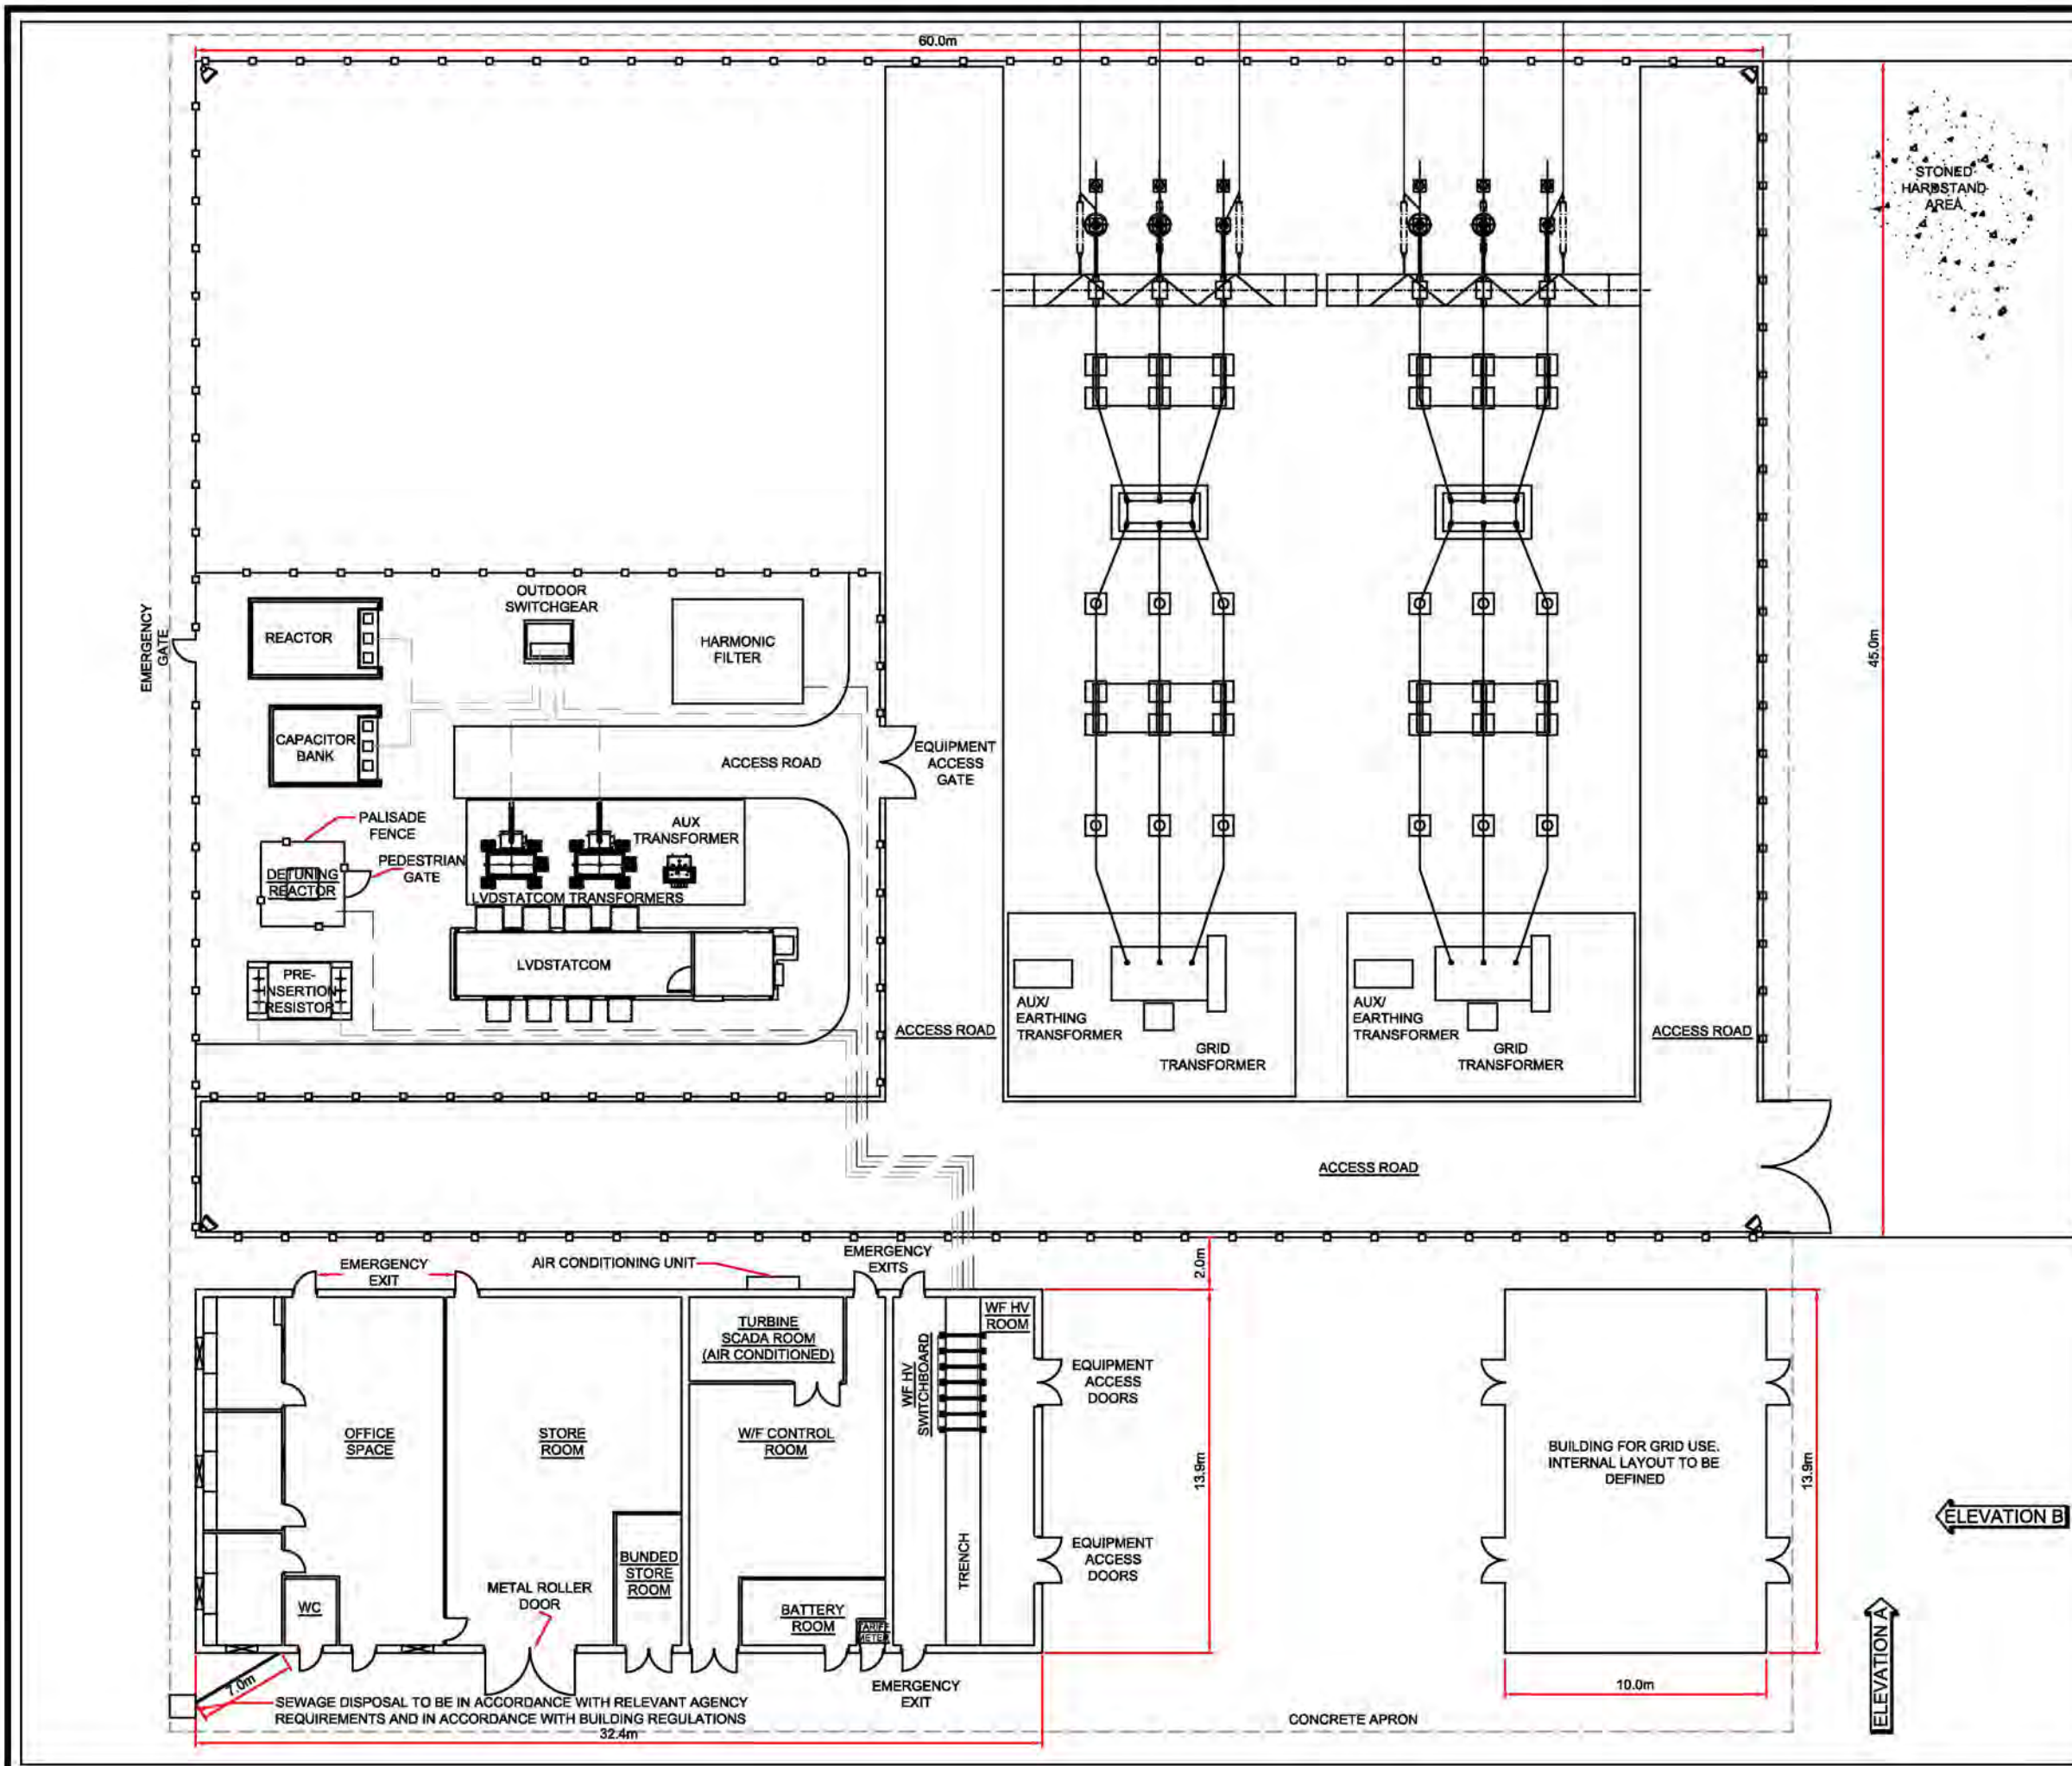 60.0m
STONED
HARDSTAND
AREA
45.0m
EMERGENCY
GATE
REACTOR
OUTDOOR
SWITCHGEAR
HARMONIC
FILTER
CAPACITOR
BANK
ACCESS ROAD
EQUIPMENT
ACCESS
GATE
PALISADE
FENCE
PEDESTRIAN
GATE
DETUNING
REACTOR
AUX
TRANSFORMER
LVDSTATCOM TRANSFORMERS
LVDSTATCOM
PRE-
INSERTION
RESISTOR
ACCESS ROAD
AUX/
EARTHING
TRANSFORMER
GRID
TRANSFORMER
AUX/
EARTHING
TRANSFORMER
GRID
TRANSFORMER
ACCESS ROAD
ACCESS ROAD
EMERGENCY
EXIT
AIR CONDITIONING UNIT
EMERGENCY
EXITS
2.0m
TURBINE
SCADA ROOM
(AIR CONDITIONED)
WF HV
ROOM
WF HV
SWITCHBOARD
EQUIPMENT
ACCESS
DOORS
OFFICE
SPACE
STORE
ROOM
W/F CONTROL
ROOM
13.9m
BUILDING FOR GRID USE.
INTERNAL LAYOUT TO BE
DEFINED
13.9m
ELEVATION B
BUNDED
STORE
ROOM
TRENCH
EQUIPMENT
ACCESS
DOORS
METAL ROLLER
DOOR
WC
BATTERY
ROOM
TARIFF
METER
ELEVATION A
7.0m
SEWAGE DISPOSAL TO BE IN ACCORDANCE WITH RELEVANT AGENCY
REQUIREMENTS AND IN ACCORDANCE WITH BUILDING REGULATIONS
EMERGENCY
EXIT
10.0m
32.4m
CONCRETE APRON